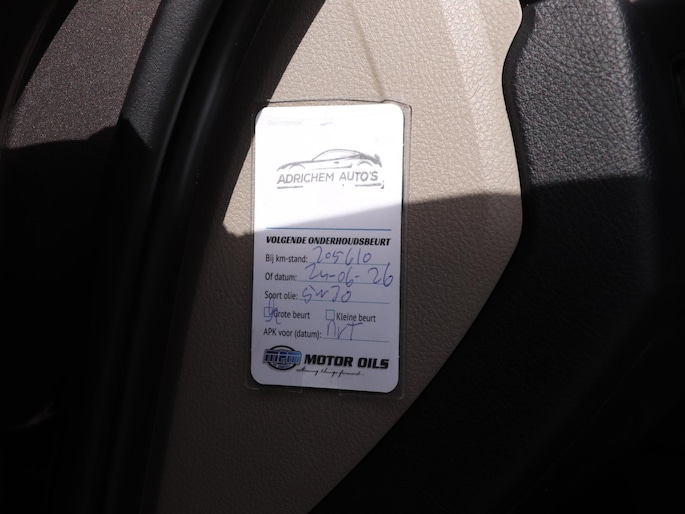 ADRICHEM AUTO'S
VOLGENDE ONDERHOUDSBEURT
Bij km-stand: 205610
Of datum: 24-06-26
Soort olie: 5w30
Grote beurt Kleine beurt
APK voor (datum): nvT
MPM MOTOR OILS